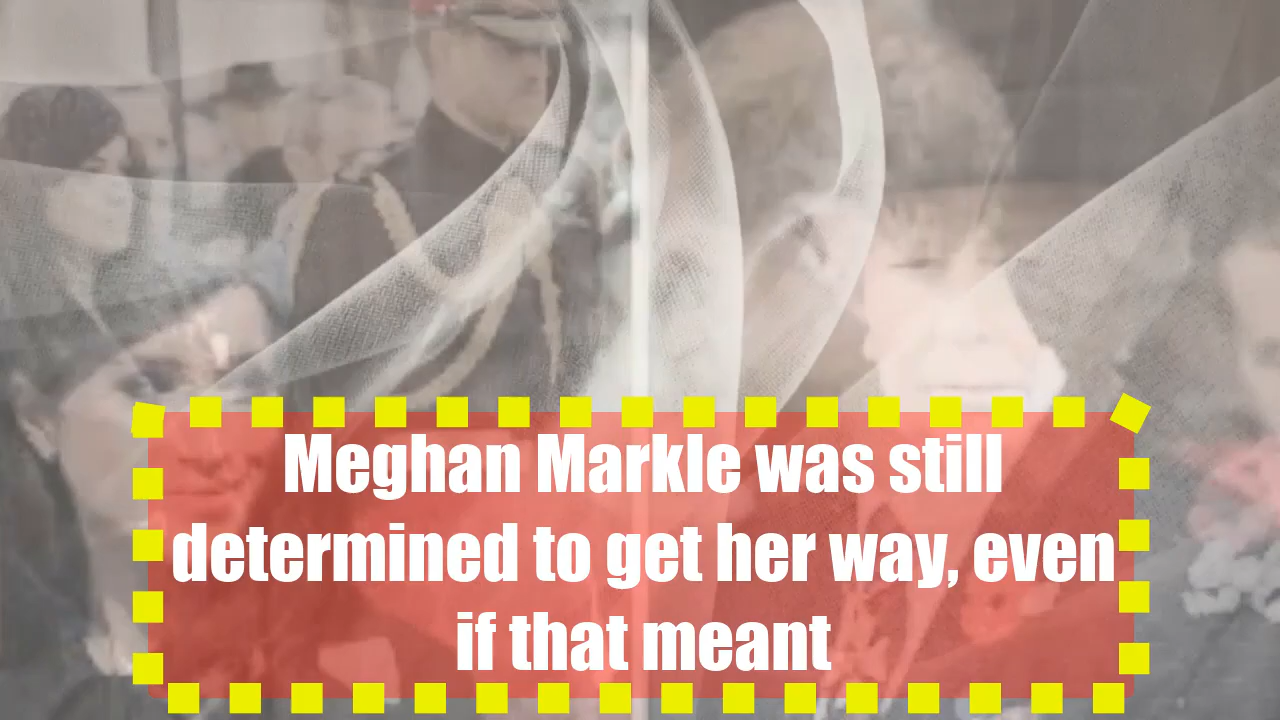 Meghan Markle was still
determined to get her way, even
if that meant